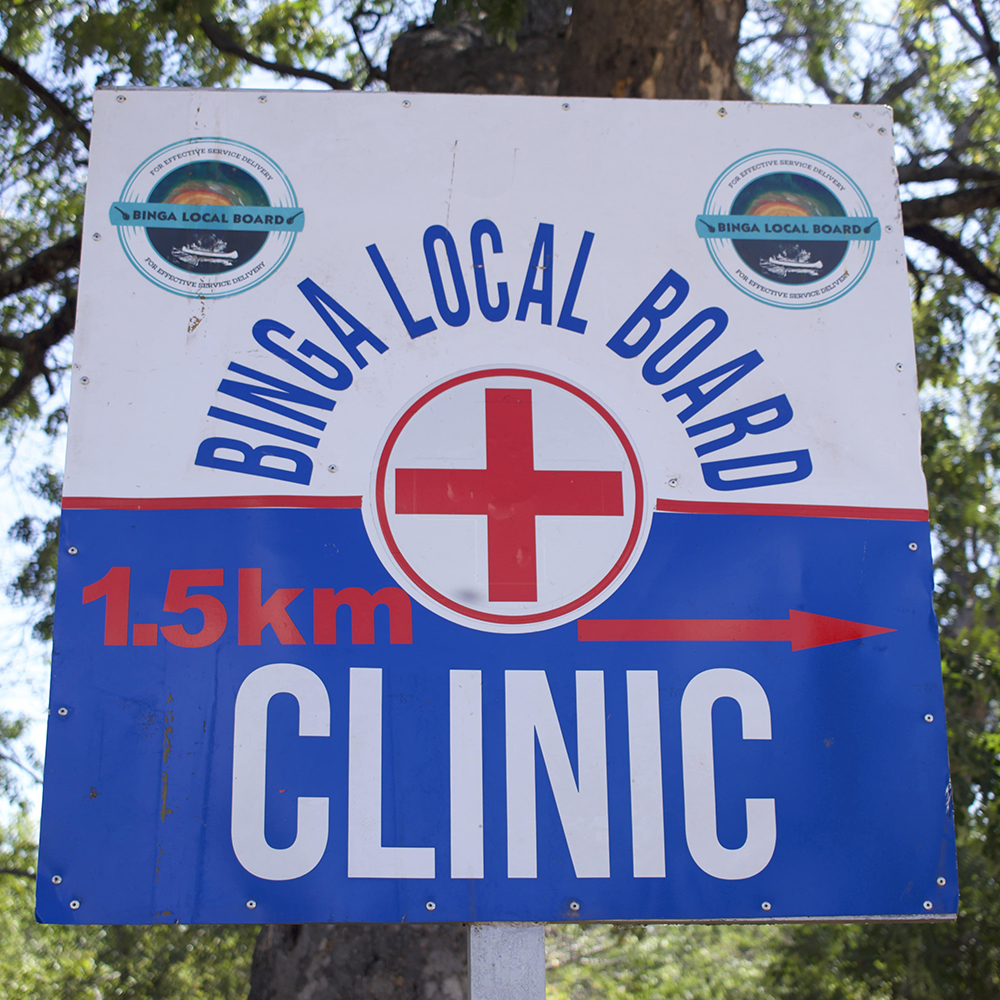 FOR EFFECTIVE SERVICE DELIVERY
BINGA LOCAL BOARD
FOR EFFECTIVE SERVICE DELIVERY
FOR EFFECTIVE SERVICE DELIVERY
BINGA LOCAL BOARD
FOR EFFECTIVE SERVICE DELIVERY
BINGA LOCAL BOARD
1.5km
CLINIC